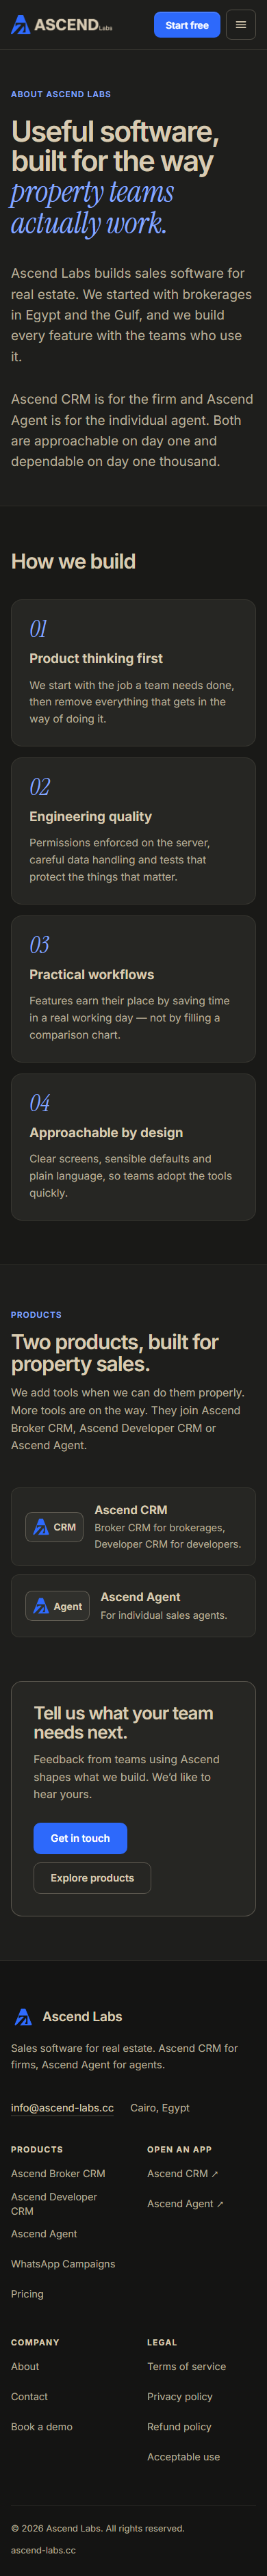 ASCEND Labs
Start free
ABOUT ASCEND LABS
Useful software,
built for the way
property teams
actually work.
Ascend Labs builds sales software for
real estate. We started with brokerages
in Egypt and the Gulf, and we build
every feature with the teams who use
it.
Ascend CRM is for the firm and Ascend
Agent is for the individual agent. Both
are approachable on day one and
dependable on day one thousand.
How we build
01
Product thinking first
We start with the job a team needs done,
then remove everything that gets in the
way of doing it.
02
Engineering quality
Permissions enforced on the server,
careful data handling and tests that
protect the things that matter.
03
Practical workflows
Features earn their place by saving time
in a real working day — not by filling a
comparison chart.
04
Approachable by design
Clear screens, sensible defaults and
plain language, so teams adopt the tools
quickly.
PRODUCTS
Two products, built for
property sales.
We add tools when we can do them properly.
More tools are on the way. They join Ascend
Broker CRM, Ascend Developer CRM or
Ascend Agent.
CRM
Ascend CRM
Broker CRM for brokerages,
Developer CRM for developers.
Agent
Ascend Agent
For individual sales agents.
Tell us what your team
needs next.
Feedback from teams using Ascend
shapes what we build. We'd like to
hear yours.
Get in touch
Explore products
Ascend Labs
Sales software for real estate. Ascend CRM for
firms, Ascend Agent for agents.
info@ascend-labs.cc Cairo, Egypt
PRODUCTS
Ascend Broker CRM
Ascend Developer
CRM
Ascend Agent
WhatsApp Campaigns
Pricing
OPEN AN APP
Ascend CRM ↗
Ascend Agent ↗
COMPANY
About
Contact
Book a demo
LEGAL
Terms of service
Privacy policy
Refund policy
Acceptable use
© 2026 Ascend Labs. All rights reserved.
ascend-labs.cc